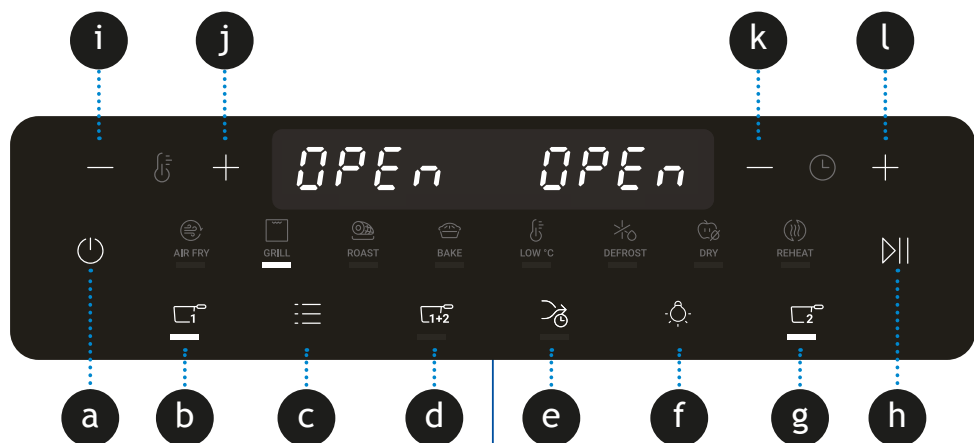 i j k l
OPEn OPEn
AIR FRY GRILL ROAST BAKE LOW °C DEFROST DRY REHEAT
1 1+2 2
a b c d e f g h